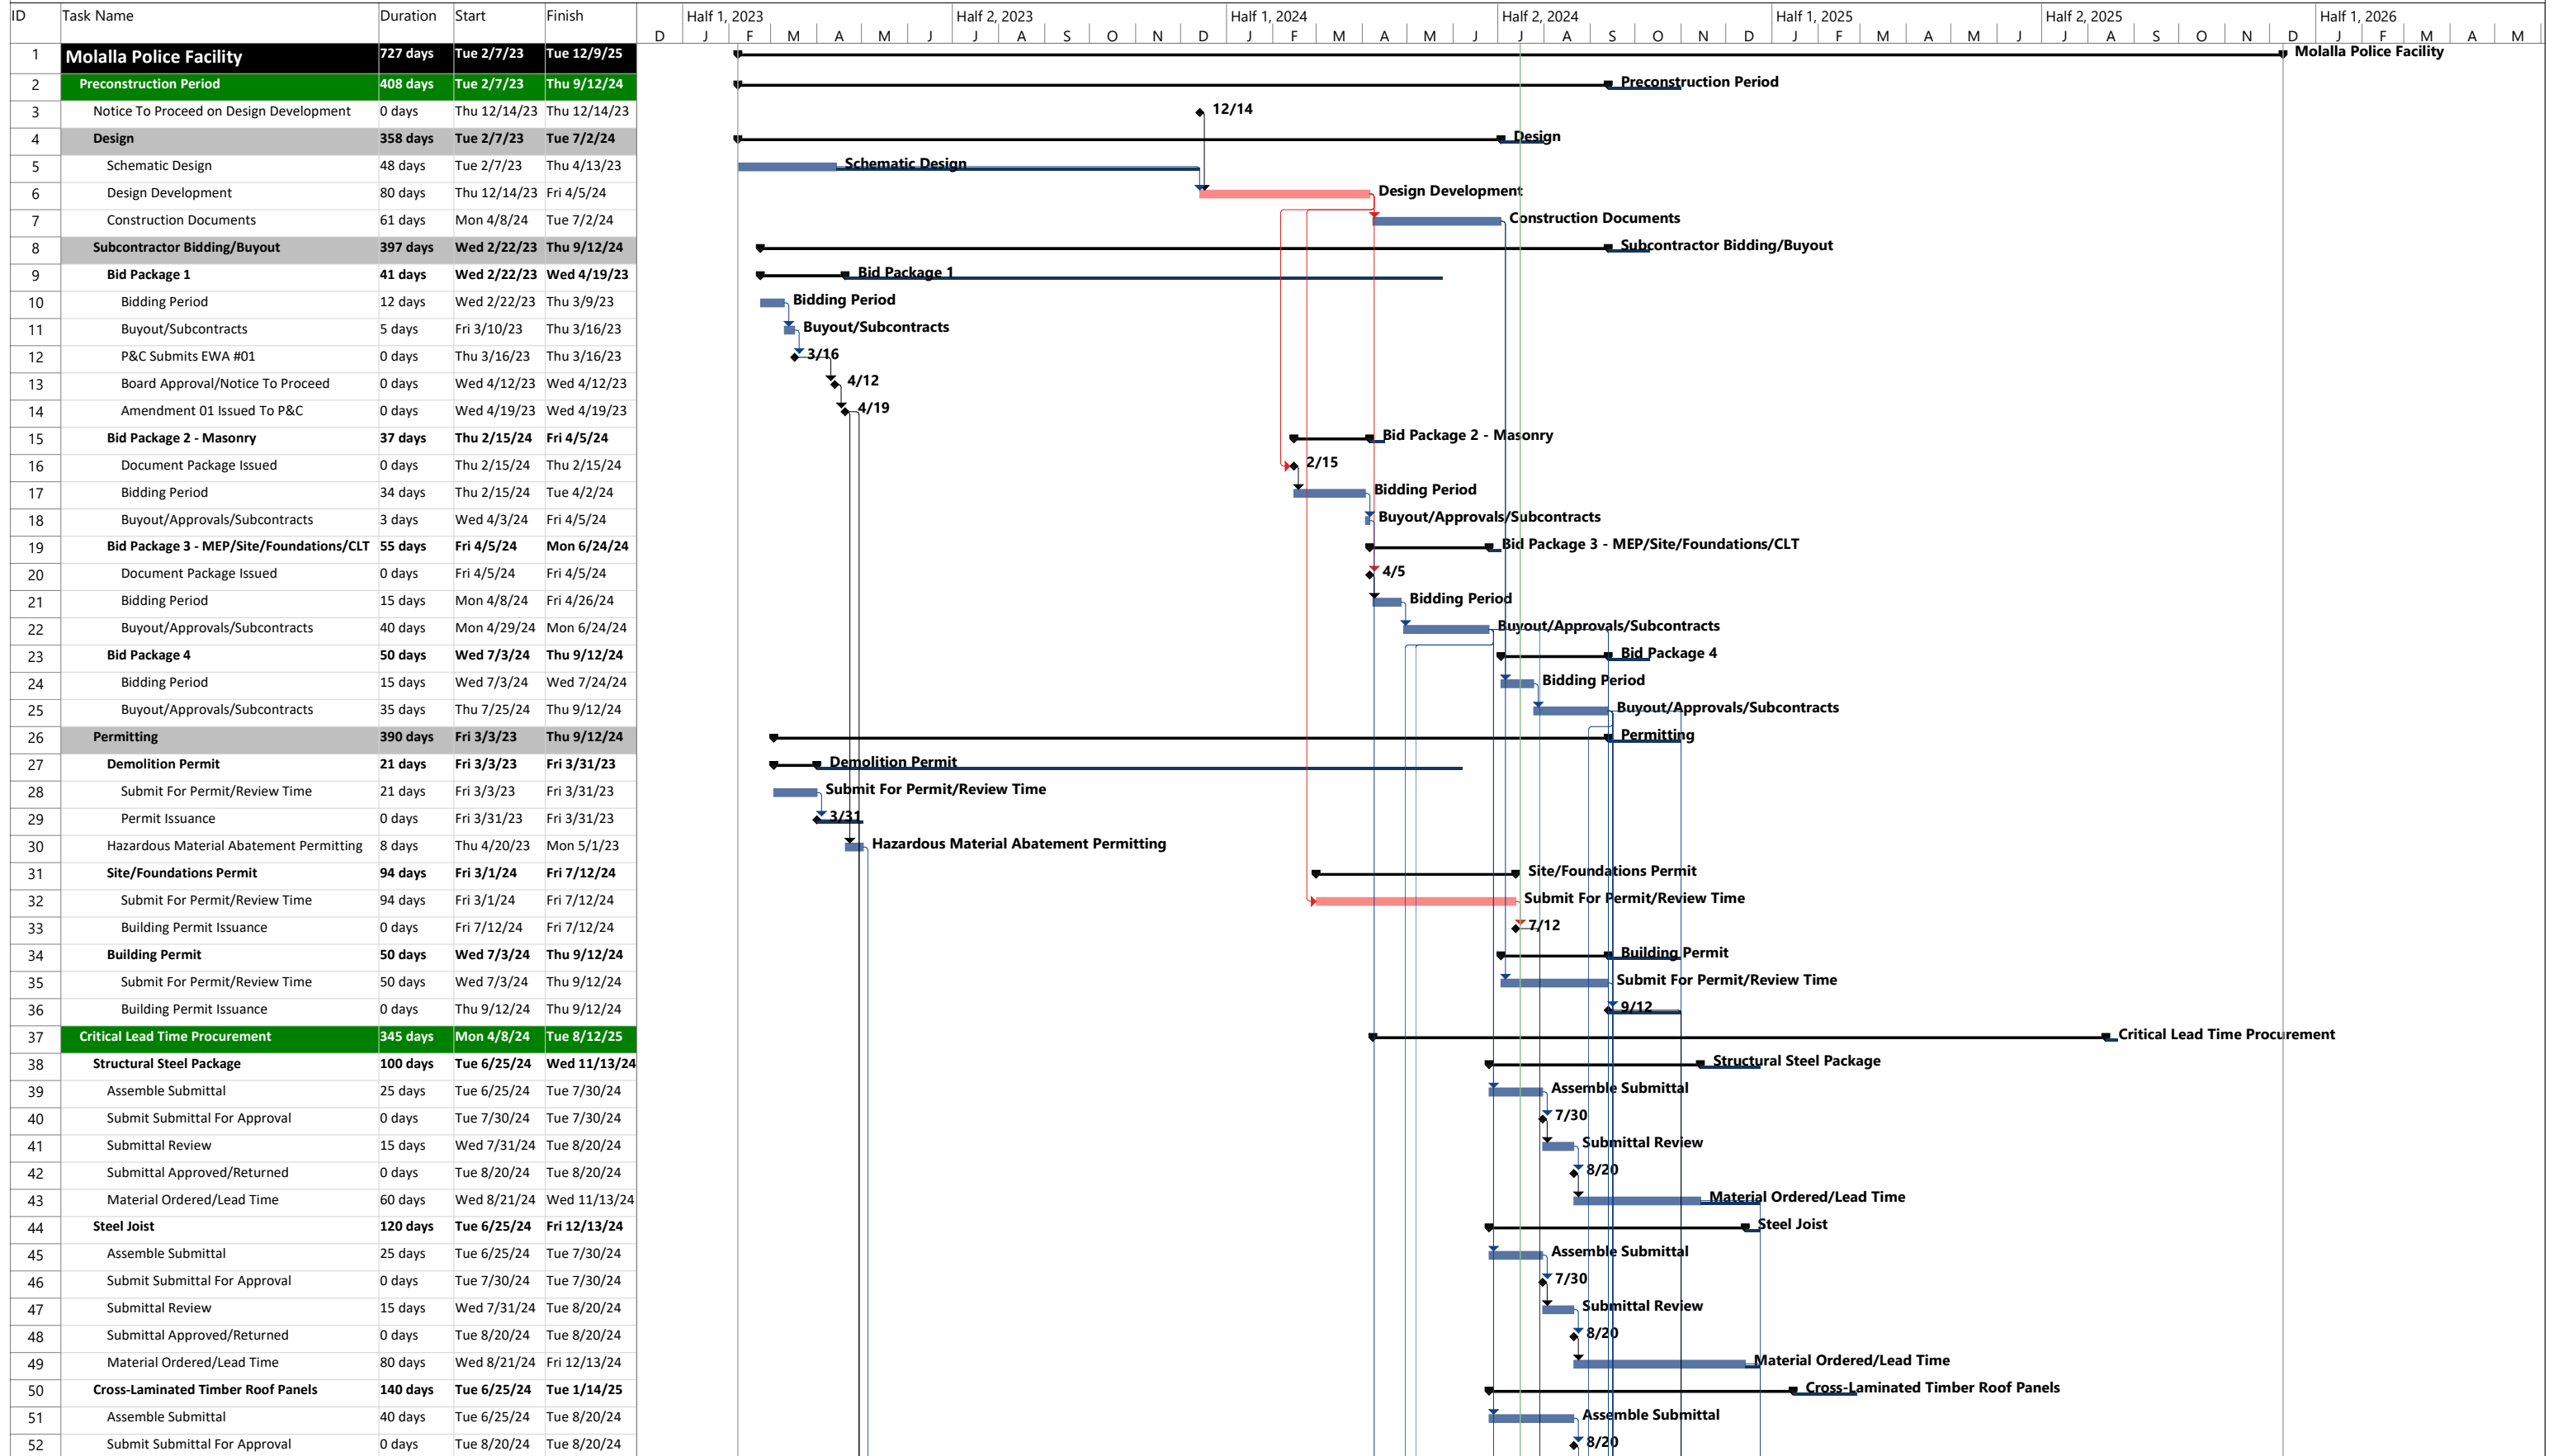 ID Task Name Duration Start Finish Half 1, 2023 Half 2, 2023 Half 1, 2024 Half 2, 2024 Half 1, 2025 Half 2, 2025 Half 1, 2026
D J F M A M J J A S O N D J F M A M J J A S O N D J F M A M J J A S O N D J F M A M
1 Molalla Police Facility 727 days Tue 2/7/23 Tue 12/9/25 Molalla Police Facility
2 Preconstruction Period 408 days Tue 2/7/23 Thu 9/12/24 Preconstruction Period
3 Notice To Proceed on Design Development 0 days Thu 12/14/23 Thu 12/14/23 12/14
4 Design 358 days Tue 2/7/23 Tue 7/2/24 Design
5 Schematic Design 48 days Tue 2/7/23 Thu 4/13/23 Schematic Design
6 Design Development 80 days Thu 12/14/23 Fri 4/5/24 Design Development
7 Construction Documents 61 days Mon 4/8/24 Tue 7/2/24 Construction Documents
8 Subcontractor Bidding/Buyout 397 days Wed 2/22/23 Thu 9/12/24 Subcontractor Bidding/Buyout
9 Bid Package 1 41 days Wed 2/22/23 Wed 4/19/23 Bid Package 1
10 Bidding Period 12 days Wed 2/22/23 Thu 3/9/23 Bidding Period
11 Buyout/Subcontracts 5 days Fri 3/10/23 Thu 3/16/23 Buyout/Subcontracts
12 P&C Submits EWA #01 0 days Thu 3/16/23 Thu 3/16/23 3/16
13 Board Approval/Notice To Proceed 0 days Wed 4/12/23 Wed 4/12/23 4/12
14 Amendment 01 Issued To P&C 0 days Wed 4/19/23 Wed 4/19/23 4/19
15 Bid Package 2 - Masonry 37 days Thu 2/15/24 Fri 4/5/24 Bid Package 2 - Masonry
16 Document Package Issued 0 days Thu 2/15/24 Thu 2/15/24 2/15
17 Bidding Period 34 days Thu 2/15/24 Tue 4/2/24 Bidding Period
18 Buyout/Approvals/Subcontracts 3 days Wed 4/3/24 Fri 4/5/24 Buyout/Approvals/Subcontracts
19 Bid Package 3 - MEP/Site/Foundations/CLT 55 days Fri 4/5/24 Mon 6/24/24 Bid Package 3 - MEP/Site/Foundations/CLT
20 Document Package Issued 0 days Fri 4/5/24 Fri 4/5/24 4/5
21 Bidding Period 15 days Mon 4/8/24 Fri 4/26/24 Bidding Period
22 Buyout/Approvals/Subcontracts 40 days Mon 4/29/24 Mon 6/24/24 Buyout/Approvals/Subcontracts
23 Bid Package 4 50 days Wed 7/3/24 Thu 9/12/24 Bid Package 4
24 Bidding Period 15 days Wed 7/3/24 Wed 7/24/24 Bidding Period
25 Buyout/Approvals/Subcontracts 35 days Thu 7/25/24 Thu 9/12/24 Buyout/Approvals/Subcontracts
26 Permitting 390 days Fri 3/3/23 Thu 9/12/24 Permitting
27 Demolition Permit 21 days Fri 3/3/23 Fri 3/31/23 Demolition Permit
28 Submit For Permit/Review Time 21 days Fri 3/3/23 Fri 3/31/23 Submit For Permit/Review Time
29 Permit Issuance 0 days Fri 3/31/23 Fri 3/31/23 3/31
30 Hazardous Material Abatement Permitting 8 days Thu 4/20/23 Mon 5/1/23 Hazardous Material Abatement Permitting
31 Site/Foundations Permit 94 days Fri 3/1/24 Fri 7/12/24 Site/Foundations Permit
32 Submit For Permit/Review Time 94 days Fri 3/1/24 Fri 7/12/24 Submit For Permit/Review Time
33 Building Permit Issuance 0 days Fri 7/12/24 Fri 7/12/24 7/12
34 Building Permit 50 days Wed 7/3/24 Thu 9/12/24 Building Permit
35 Submit For Permit/Review Time 50 days Wed 7/3/24 Thu 9/12/24 Submit For Permit/Review Time
36 Building Permit Issuance 0 days Thu 9/12/24 Thu 9/12/24 9/12
37 Critical Lead Time Procurement 345 days Mon 4/8/24 Tue 8/12/25 Critical Lead Time Procurement
38 Structural Steel Package 100 days Tue 6/25/24 Wed 11/13/24 Structural Steel Package
39 Assemble Submittal 25 days Tue 6/25/24 Tue 7/30/24 Assemble Submittal
40 Submit Submittal For Approval 0 days Tue 7/30/24 Tue 7/30/24 7/30
41 Submittal Review 15 days Wed 7/31/24 Tue 8/20/24 Submittal Review
42 Submittal Approved/Returned 0 days Tue 8/20/24 Tue 8/20/24 8/20
43 Material Ordered/Lead Time 60 days Wed 8/21/24 Wed 11/13/24 Material Ordered/Lead Time
44 Steel Joist 120 days Tue 6/25/24 Fri 12/13/24 Steel Joist
45 Assemble Submittal 25 days Tue 6/25/24 Tue 7/30/24 Assemble Submittal
46 Submit Submittal For Approval 0 days Tue 7/30/24 Tue 7/30/24 7/30
47 Submittal Review 15 days Wed 7/31/24 Tue 8/20/24 Submittal Review
48 Submittal Approved/Returned 0 days Tue 8/20/24 Tue 8/20/24 8/20
49 Material Ordered/Lead Time 80 days Wed 8/21/24 Fri 12/13/24 Material Ordered/Lead Time
50 Cross-Laminated Timber Roof Panels 140 days Tue 6/25/24 Tue 1/14/25 Cross-Laminated Timber Roof Panels
51 Assemble Submittal 40 days Tue 6/25/24 Tue 8/20/24 Assemble Submittal
52 Submit Submittal For Approval 0 days Tue 8/20/24 Tue 8/20/24 8/20